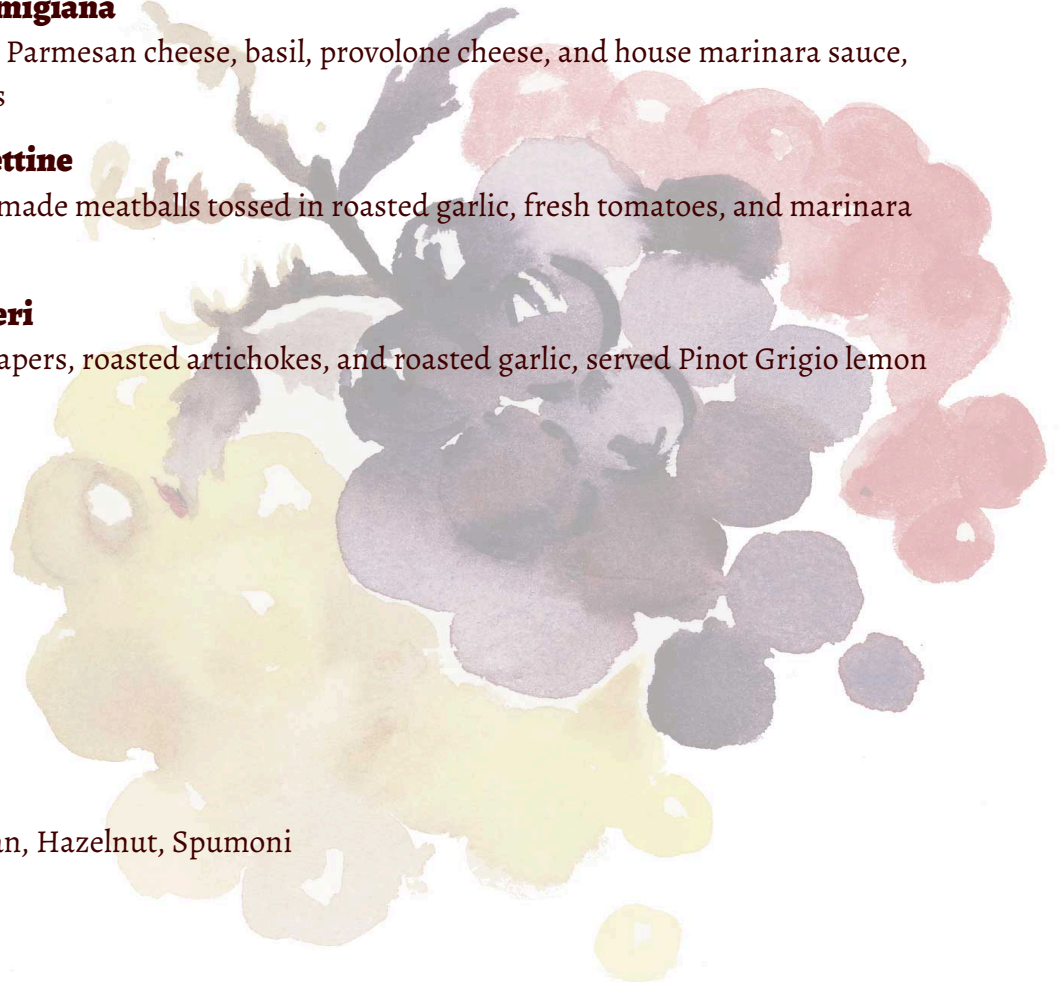 migiana
Parmesan cheese, basil, provolone cheese, and house marinara sauce,
s
ettine
made meatballs tossed in roasted garlic, fresh tomatoes, and marinara
eri
apers, roasted artichokes, and roasted garlic, served Pinot Grigio lemon
an, Hazelnut, Spumoni